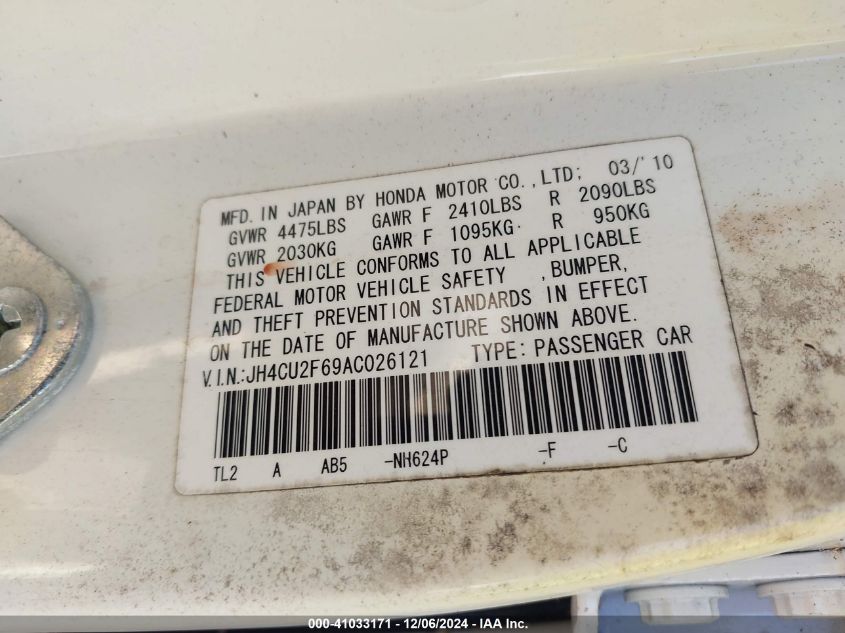 MFD. IN JAPAN BY HONDA MOTOR CO., LTD; 03/'10
GVWR 4475LBS GAWR F 2410LBS R 2090LBS
GVWR 2030KG GAWR F 1095KG R 950KG
THIS VEHICLE CONFORMS TO ALL APPLICABLE
FEDERAL MOTOR VEHICLE SAFETY ,BUMPER,
AND THEFT PREVENTION STANDARDS IN EFFECT
ON THE DATE OF MANUFACTURE SHOWN ABOVE.
V.I.N.:JH4CU2F69AC026121 TYPE: PASSENGER CAR
TL2 A AB5 -NH624P -F -C
000-41033171 - 12/06/2024 - IAA Inc.